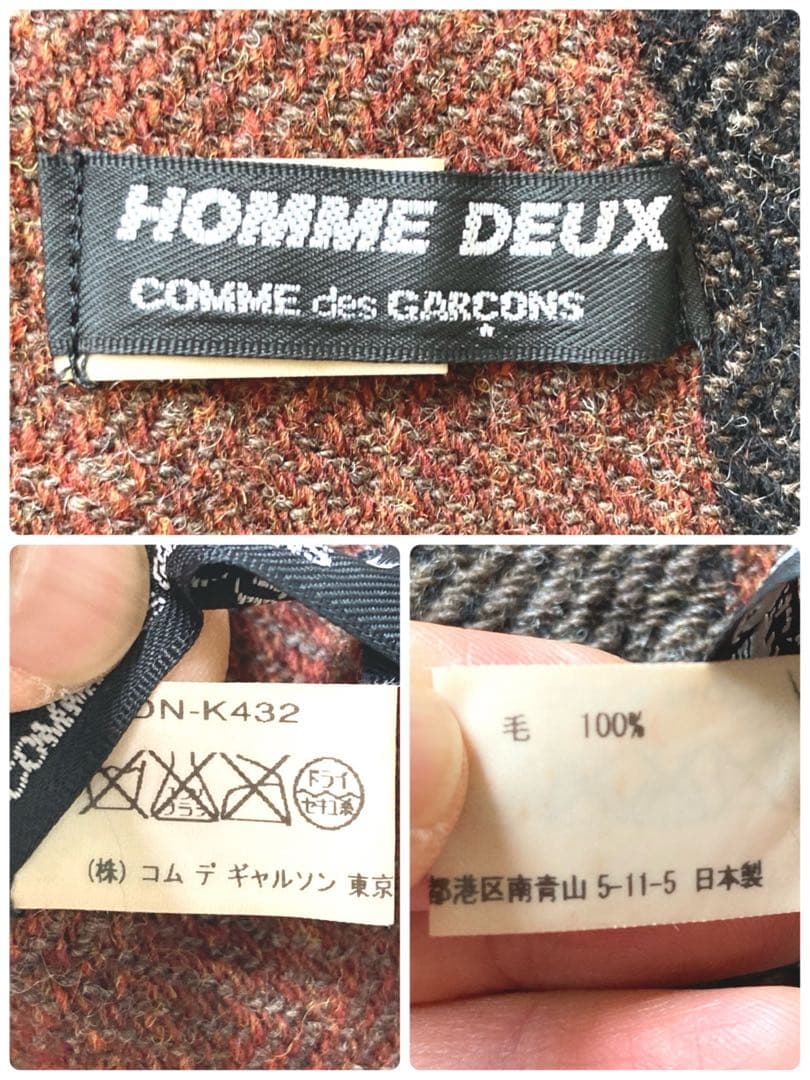 HOMME DEUX
COMME des GARÇONS
DN-K432
ドライ
セキユ系
(株) コム デ ギャルソン 東京
毛 100%
都港区南青山 5-11-5 日本製